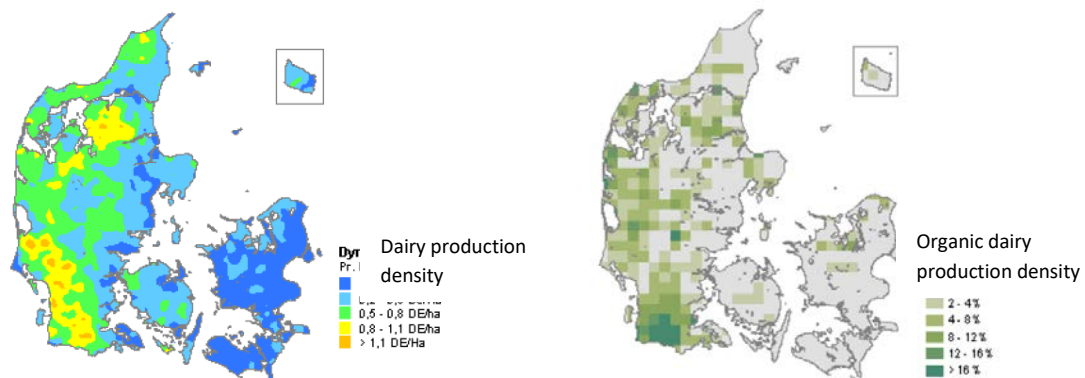 Dyr
Pr.
Dairy production
density
0,5 - 0,8 DE/ha
0,8 - 1,1 DE/ha
> 1,1 DE/Ha
Organic dairy
production density
2 - 4%
4 - 8%
8 - 12%
12 - 16%
> 16%